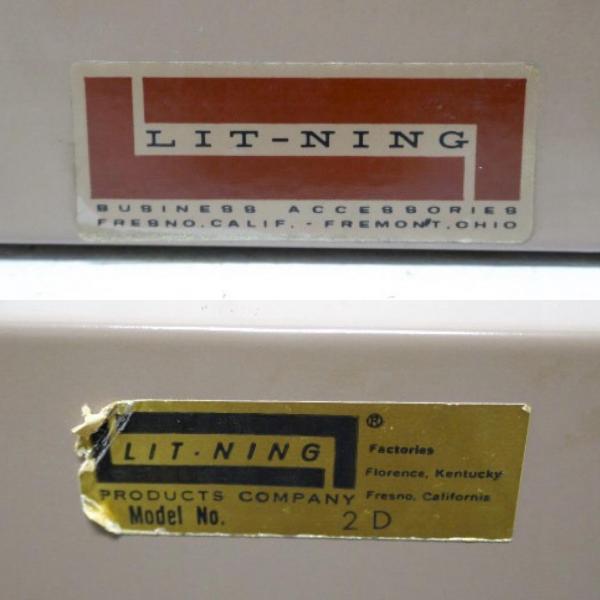 LIT-NING
BUSINESS ACCESSORIES
FRESNO, CALIF. - FREMONT, OHIO
LIT-NING ®
PRODUCTS COMPANY
Model No. 2 D
Factories
Florence, Kentucky
Fresno, California